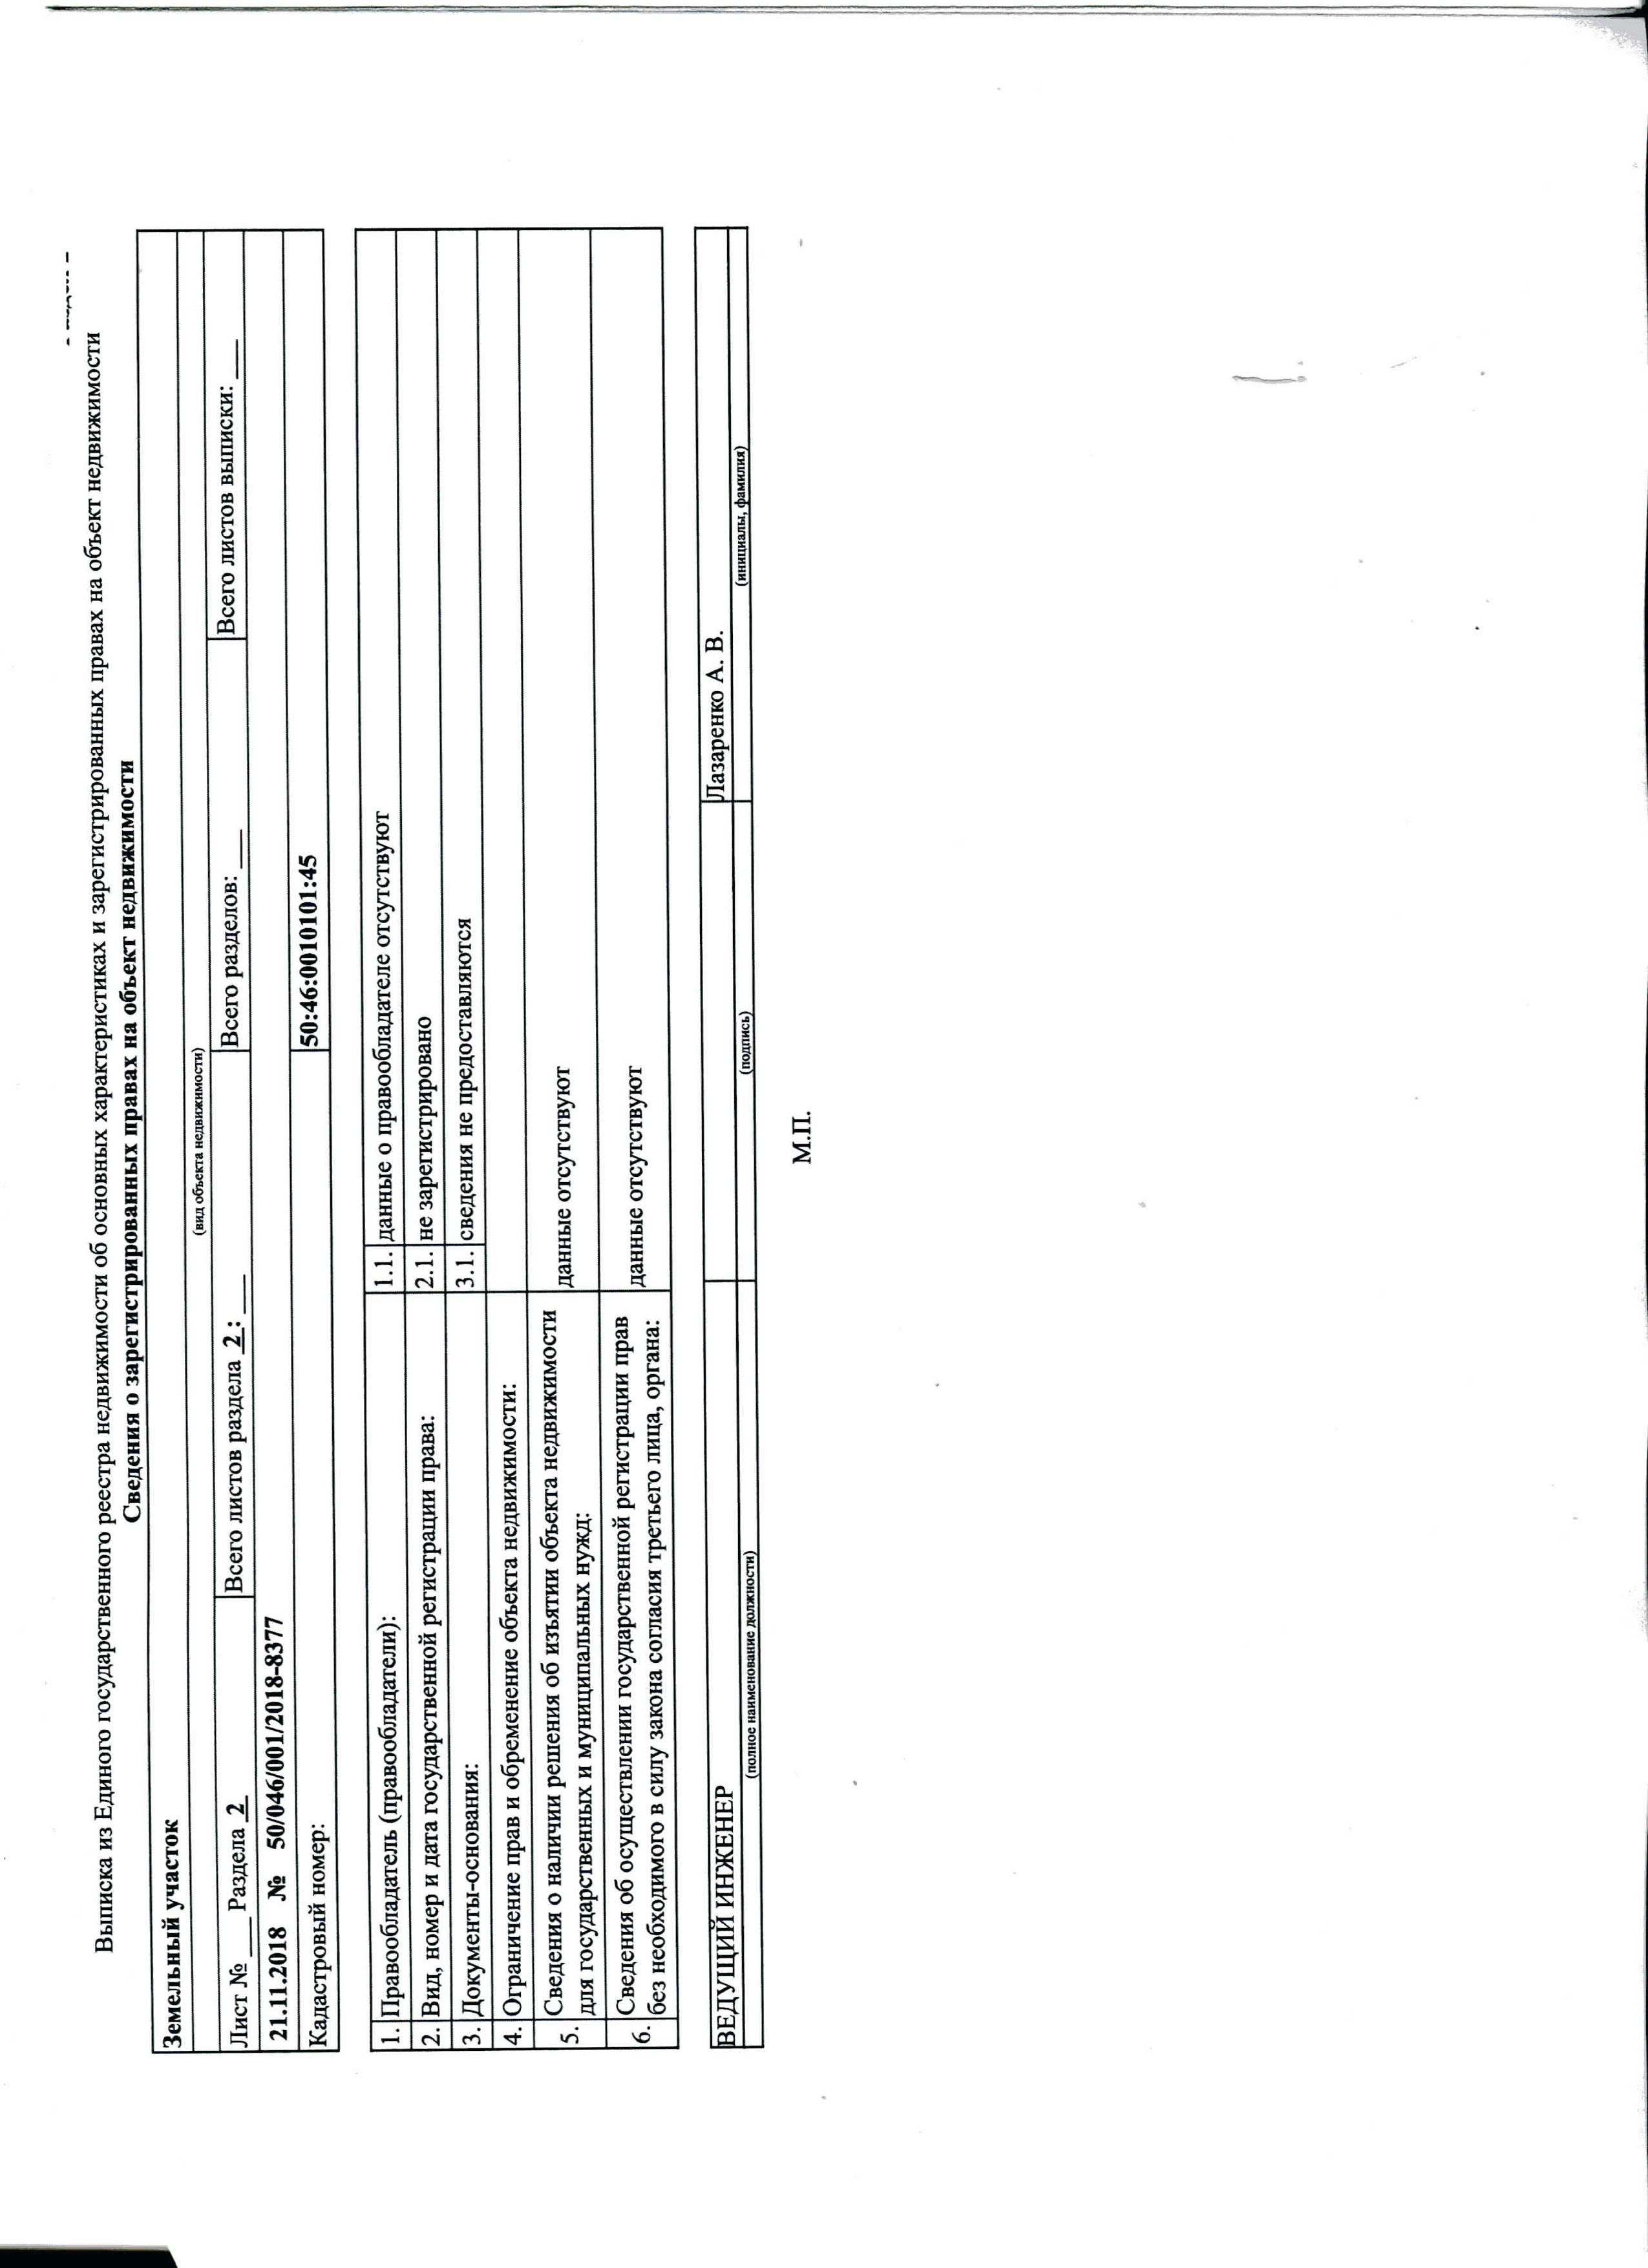 Выписка из Единого государственного реестра недвижимости об основных характеристиках и зарегистрированных правах на объект недвижимости
Сведения о зарегистрированных правах на объект недвижимости
Земельный участок
(вид объекта недвижимости)
Лист № ___ Раздела 2 Всего листов раздела 2 : ___ Всего разделов: ___ Всего листов выписки: ___
21.11.2018 № 50/046/001/2018-8377
Кадастровый номер: 50:46:0010101:45
1. Правообладатель (правообладатели): 1.1. данные о правообладателе отсутствуют
2. Вид, номер и дата государственной регистрации права: 2.1. не зарегистрировано
3. Документы-основания: 3.1. сведения не предоставляются
4. Ограничение прав и обременение объекта недвижимости:
5. Сведения о наличии решения об изъятии объекта недвижимости
для государственных и муниципальных нужд: данные отсутствуют
6. Сведения об осуществлении государственной регистрации прав
без необходимого в силу закона согласия третьего лица, органа: данные отсутствуют
ВЕДУЩИЙ ИНЖЕНЕР Лазаренко А. В.
(полное наименование должности) (подпись) (инициалы, фамилия)
М.П.